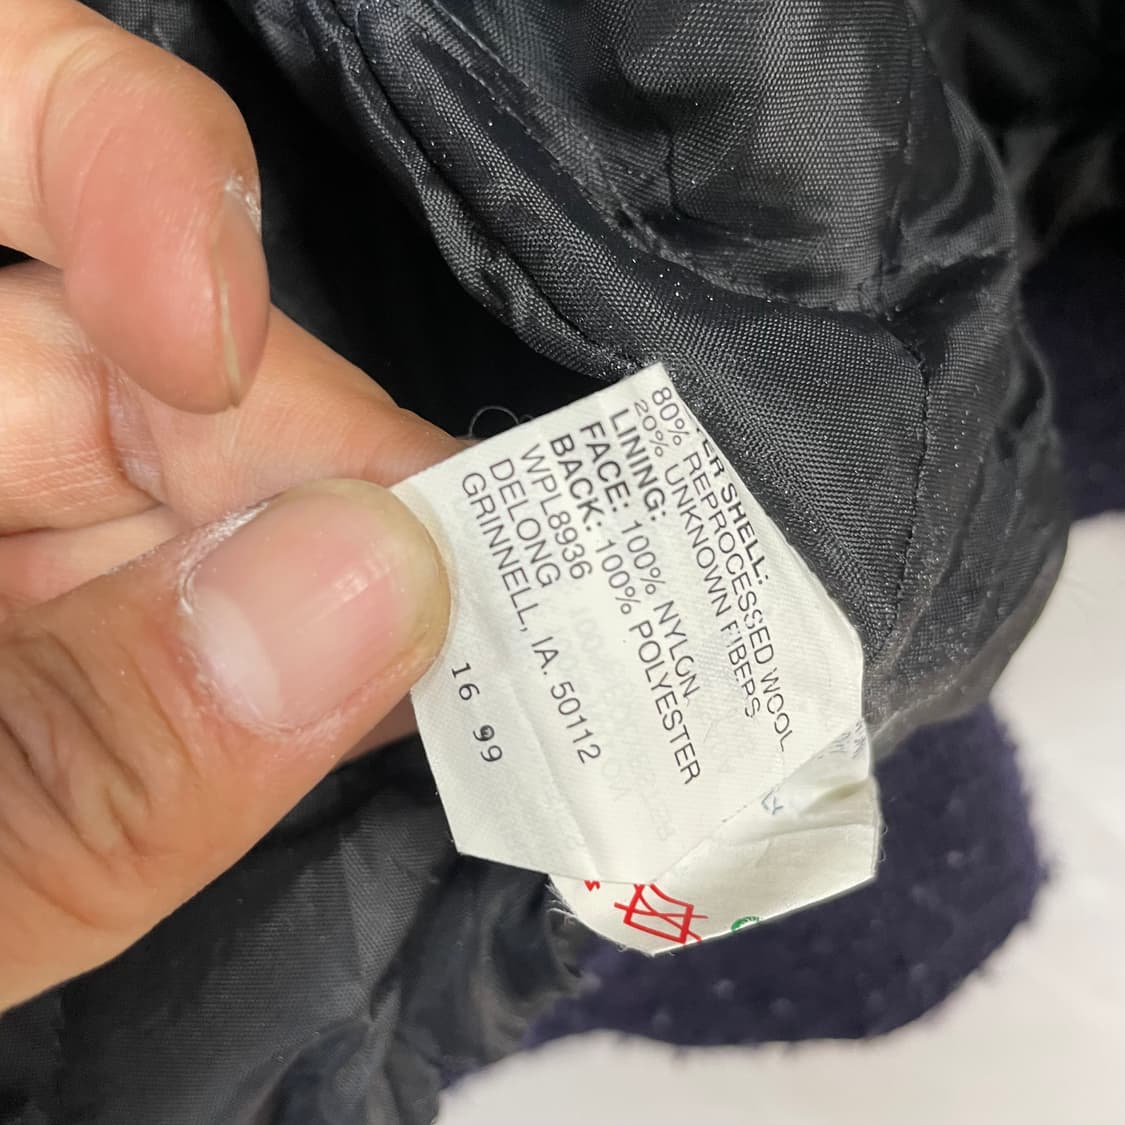 ER SHELL:
80% REPROCESSED WOOL
20% UNKNOWN FIBERS
LINING:
FACE: 100% NYLON
BACK: 100% POLYESTER
WPL8936
DELONG
GRINNELL, IA. 50112
16 99